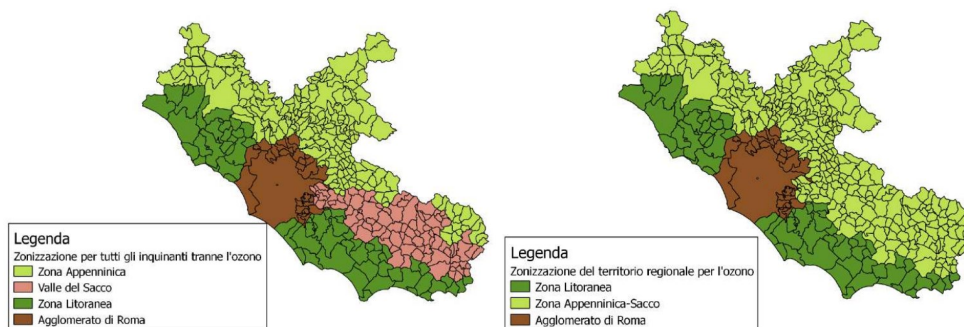 Legenda
Zonizzazione per tutti gli inquinanti tranne l'ozono
Zona Appenninica
Valle del Sacco
Zona Litoranea
Agglomerato di Roma
Legenda
Zonizzazione del territorio regionale per l'ozono
Zona Litoranea
Zona Appenninica-Sacco
Agglomerato di Roma